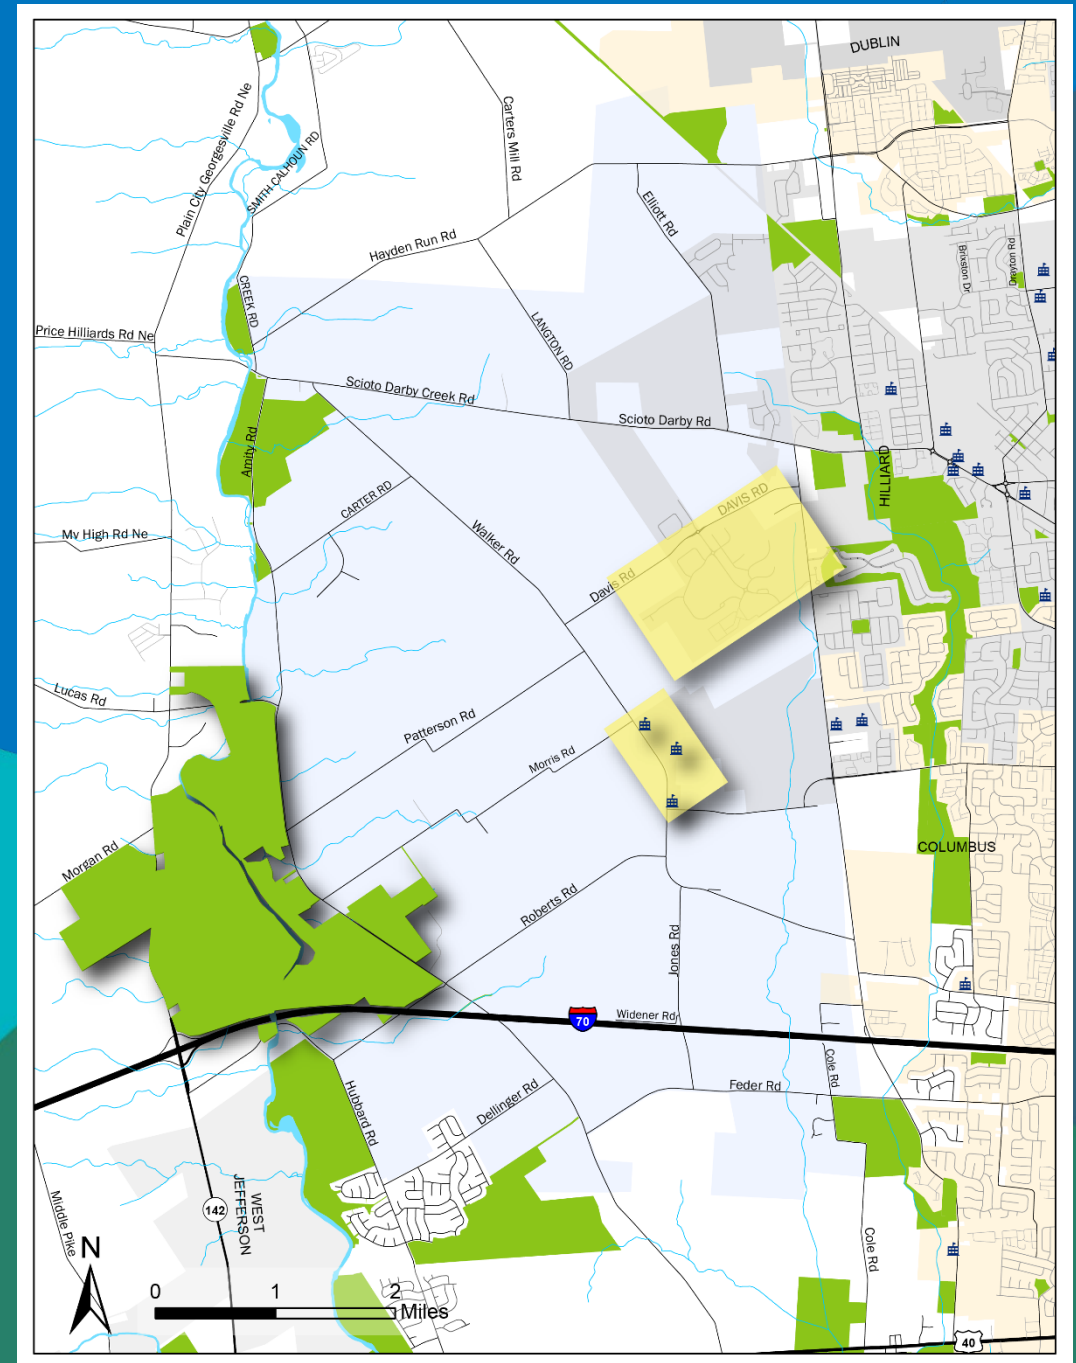 DUBLIN
Plain City Georgesville Rd Ne
Carters Mill Rd
SMITH CALHOUN RD
Elliott Rd
Hayden Run Rd
Brixston Dr
Drayton Rd
CREEK RD
Price Hilliards Rd Ne
LANGTON RD
Scioto Darby Creek Rd
Scioto Darby Rd
Amity Rd
HILLIARD
CARTER RD
DAVIS RD
Walker Rd
Mv High Rd Ne
Davis Rd
Lucas Rd
Patterson Rd
Morris Rd
Morgan Rd
COLUMBUS
Roberts Rd
Jones Rd
70
Widener Rd
Cole Rd
Feder Rd
Hubbard Rd
Dellinger Rd
WEST
JEFFERSON
142
Middle Pike
Cole Rd
N
0 1 2
Miles
40